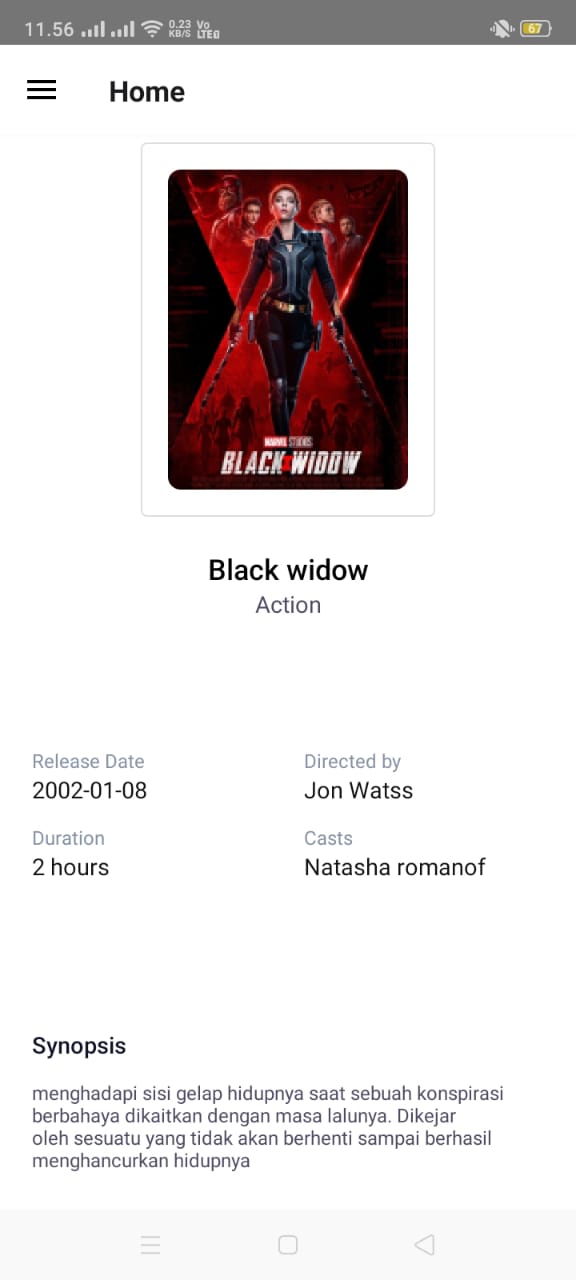 11.56 0.23 KB/S Vo LTE 67
Home
MARVEL STUDIOS
BLACK WIDOW
Black widow
Action
Release Date
2002-01-08
Directed by
Jon Watss
Duration
2 hours
Casts
Natasha romanof
Synopsis
menghadapi sisi gelap hidupnya saat sebuah konspirasi
berbahaya dikaitkan dengan masa lalunya. Dikejar
oleh sesuatu yang tidak akan berhenti sampai berhasil
menghancurkan hidupnya